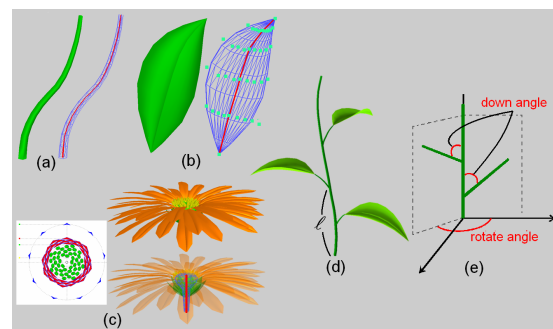 (a)
(b)
(c)
ℓ
(d)
down angle
rotate angle
(e)